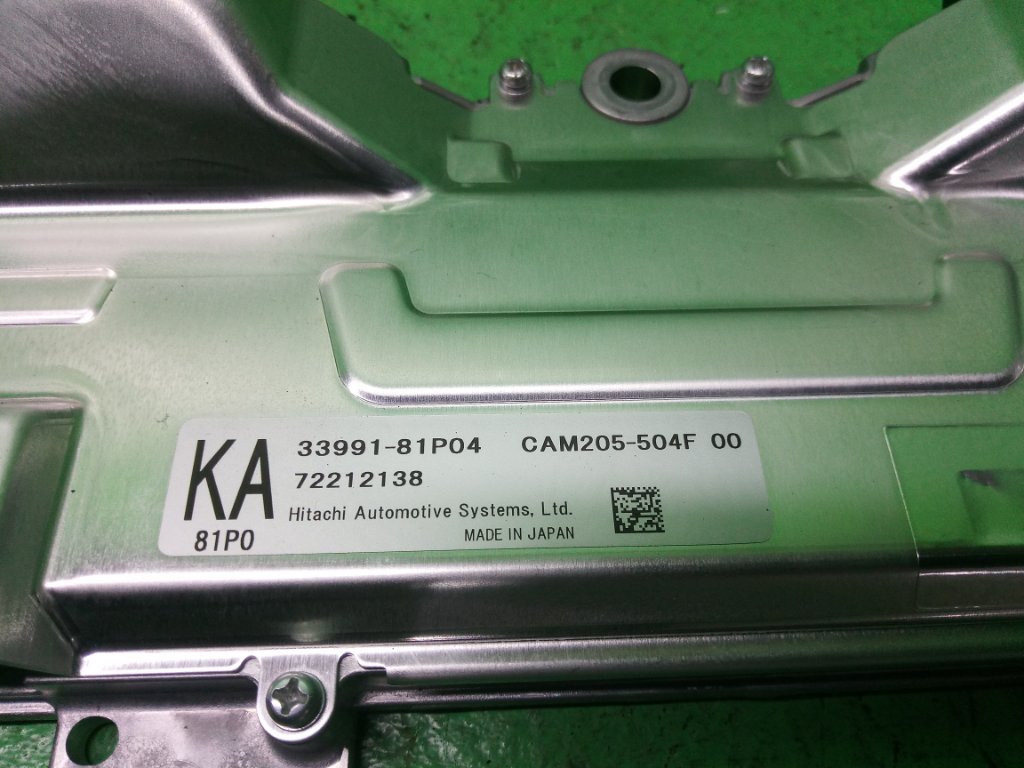 KA 33991-81P04 CAM205-504F 00
72212138
Hitachi Automotive Systems, Ltd.
81P0 MADE IN JAPAN